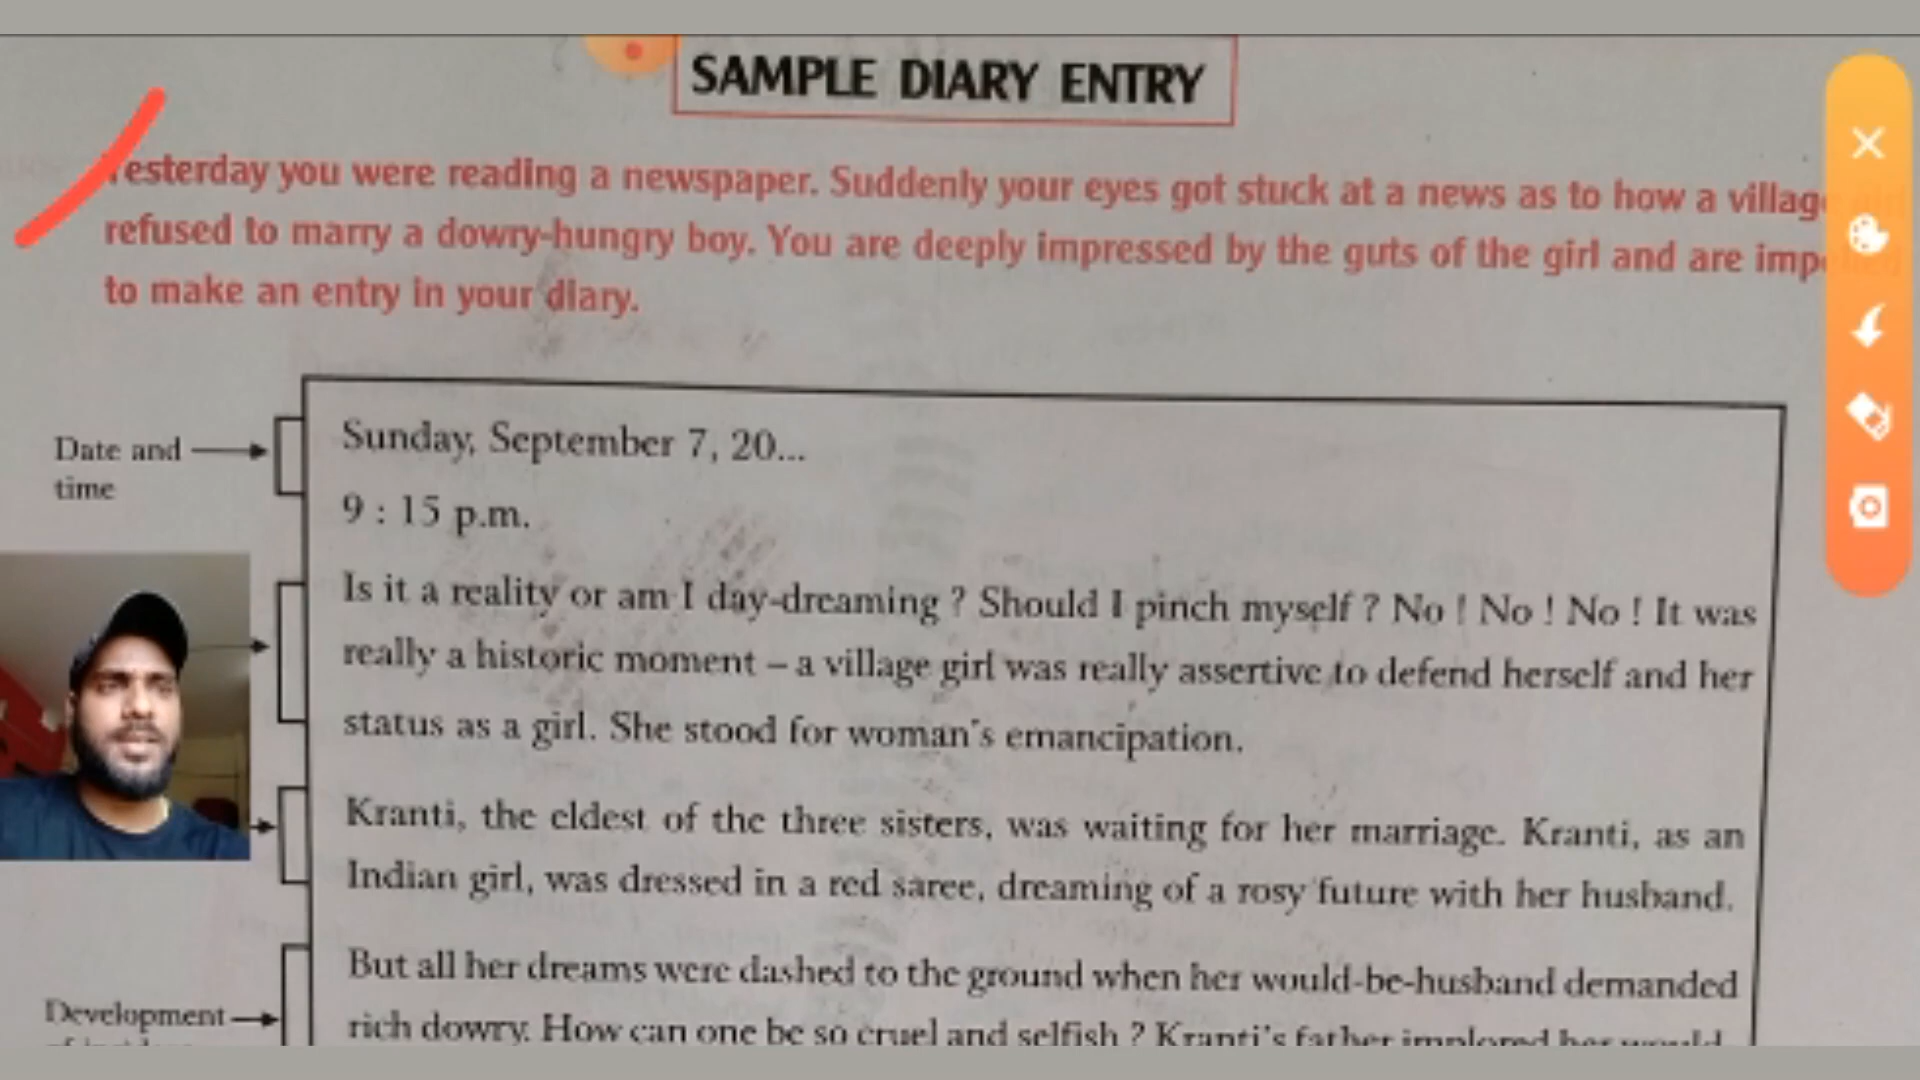 SAMPLE DIARY ENTRY
Yesterday you were reading a newspaper. Suddenly your eyes got stuck at a news as to how a village
refused to marry a dowry-hungry boy. You are deeply impressed by the guts of the girl and are
to make an entry in your diary.
Date and
time
Sunday, September 7, 20...
9 : 15 p.m.
Is it a reality or am I day-dreaming ? Should I pinch myself ? No ! No ! No ! It was
really a historic moment – a village girl was really assertive to defend herself and her
status as a girl. She stood for woman's emancipation.
Kranti, the eldest of the three sisters, was waiting for her marriage. Kranti, as an
Indian girl, was dressed in a red saree, dreaming of a rosy future with her husband.
But all her dreams were dashed to the ground when her would-be-husband demanded
Development
rich dowry. How can one be so cruel and selfish ? Kranti's father implored her would